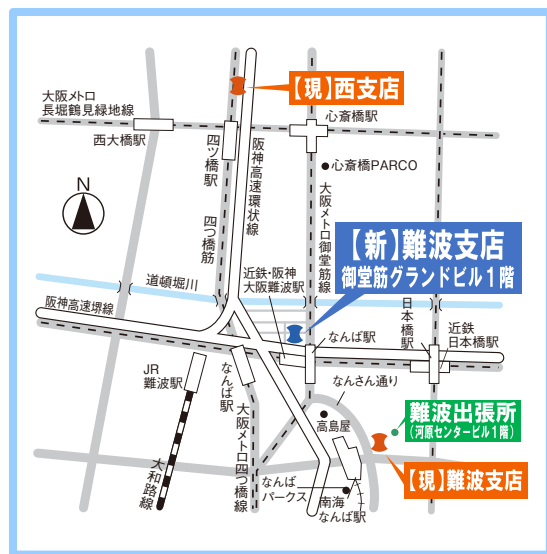 【現】西支店
大阪メトロ
長堀鶴見緑地線
西大橋駅
四ツ橋駅
心斎橋駅
心斎橋PARCO
阪神高速環状線
四つ橋筋
大阪メトロ御堂筋線
N
【新】難波支店
御堂筋グランドビル1階
近鉄・阪神
大阪難波駅
道頓堀川
阪神高速堺線
なんば駅
日本橋駅
近鉄
日本橋駅
JR
難波駅
なんば駅
なんさん通り
高島屋
難波出張所
(河原センタービル1階)
大和路線
大阪メトロ四つ橋線
なんば
パークス
南海
なんば駅
【現】難波支店